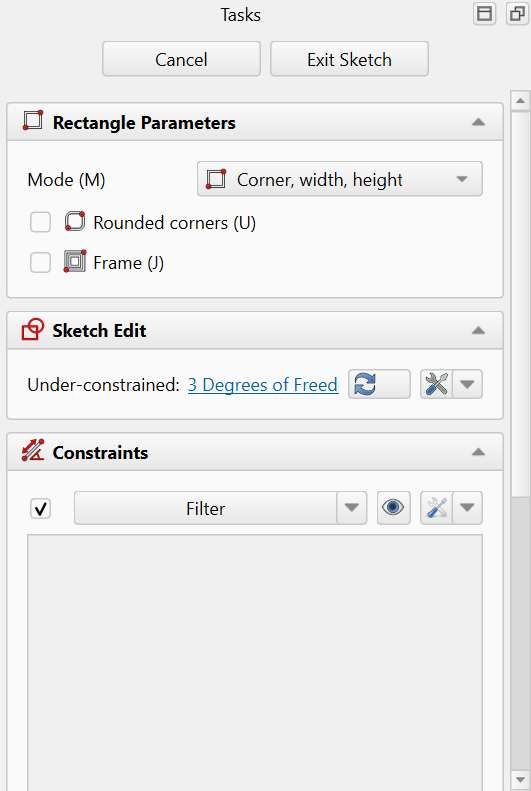 Tasks
Cancel
Exit Sketch
Rectangle Parameters
Mode (M)
Corner, width, height
Rounded corners (U)
Frame (J)
Sketch Edit
Under-constrained: 3 Degrees of Freed
Constraints
Filter